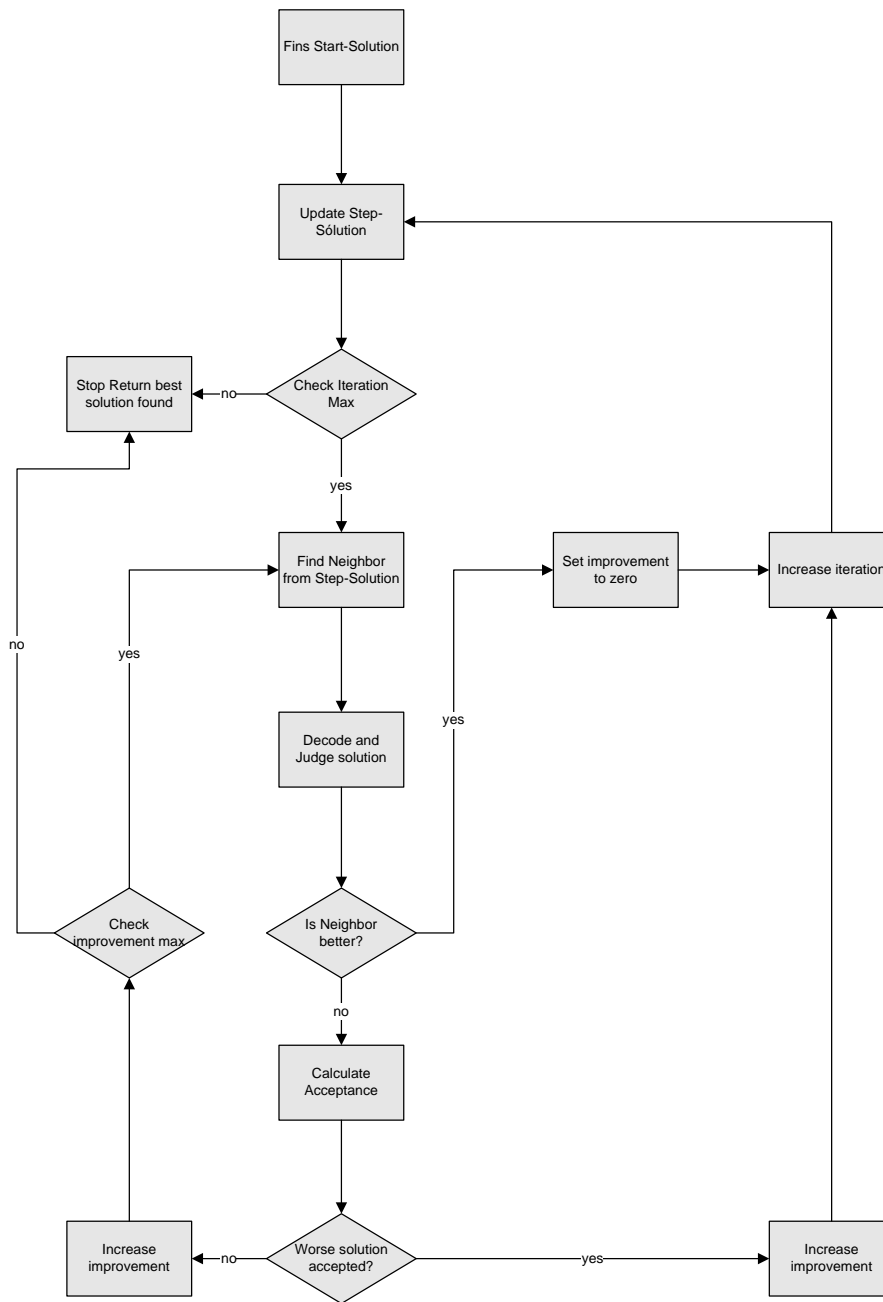 Fins Start-Solution
Update Step-
Sólution
Stop Return best
solution found
no
Check Iteration
Max
yes
Find Neighbor
from Step-Solution
Set improvement
to zero
Increase iteration
no
yes
yes
Decode and
Judge solution
Check
improvement max
Is Neighbor
better?
no
Calculate
Acceptance
Increase
improvement
no
Worse solution
accepted?
yes
Increase
improvement